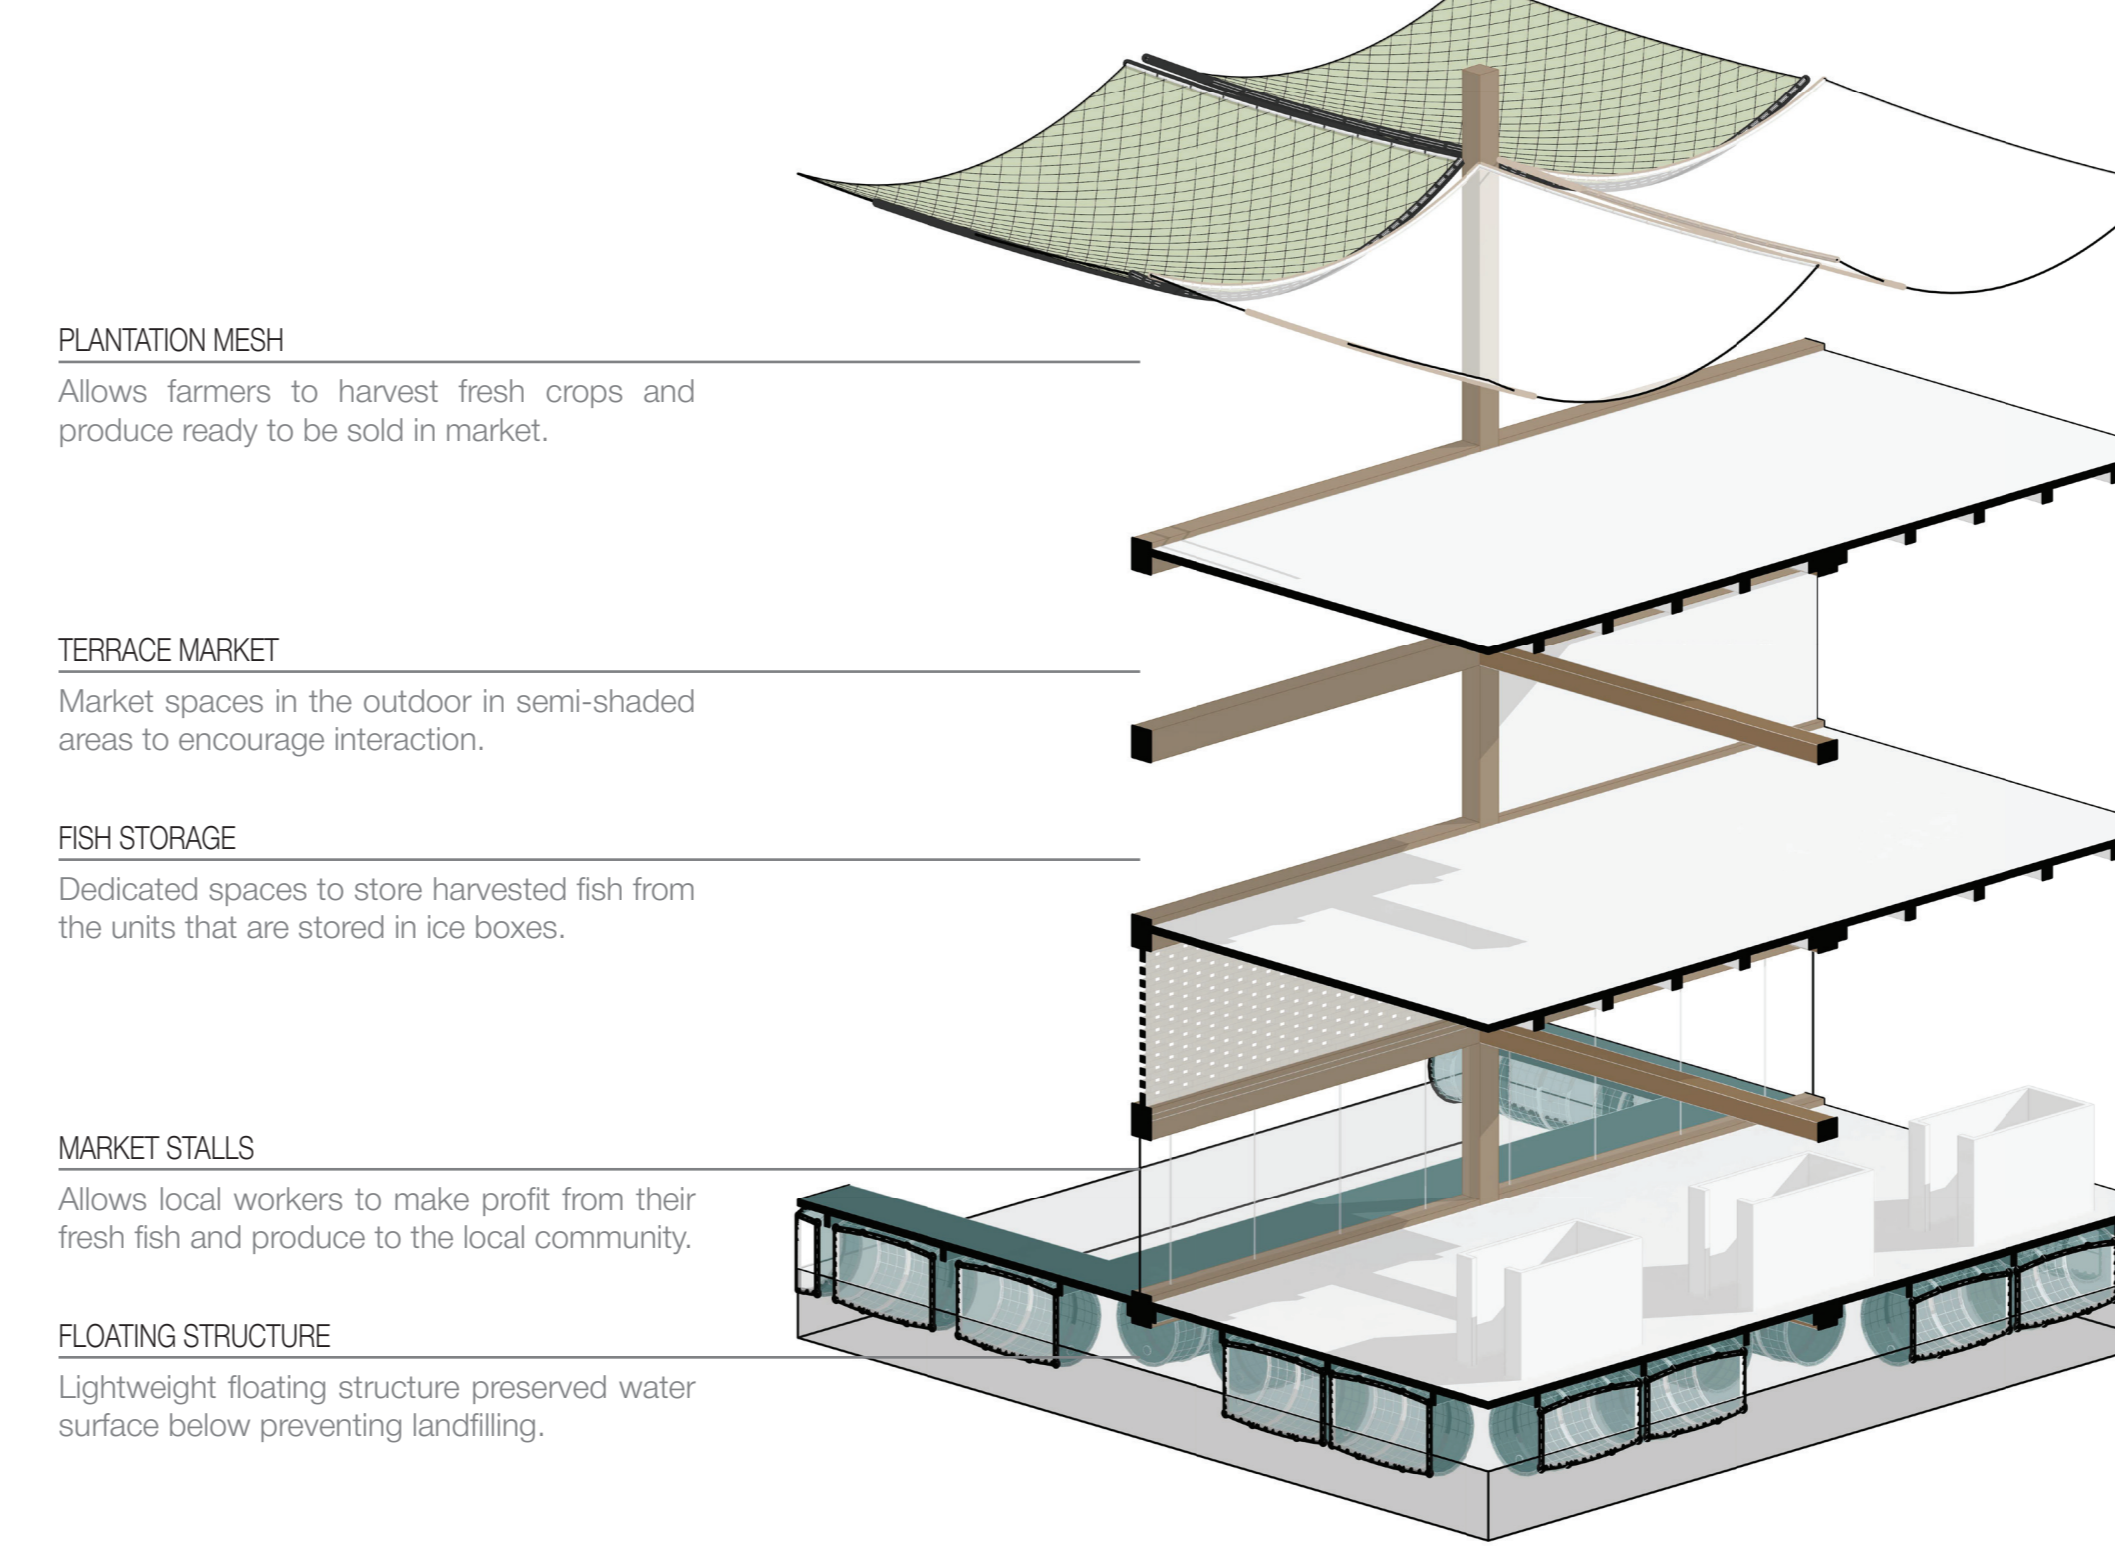 PLANTATION MESH
Allows farmers to harvest fresh crops and
produce ready to be sold in market.
TERRACE MARKET
Market spaces in the outdoor in semi-shaded
areas to encourage interaction.
FISH STORAGE
Dedicated spaces to store harvested fish from
the units that are stored in ice boxes.
MARKET STALLS
Allows local workers to make profit from their
fresh fish and produce to the local community.
FLOATING STRUCTURE
Lightweight floating structure preserved water
surface below preventing landfilling.